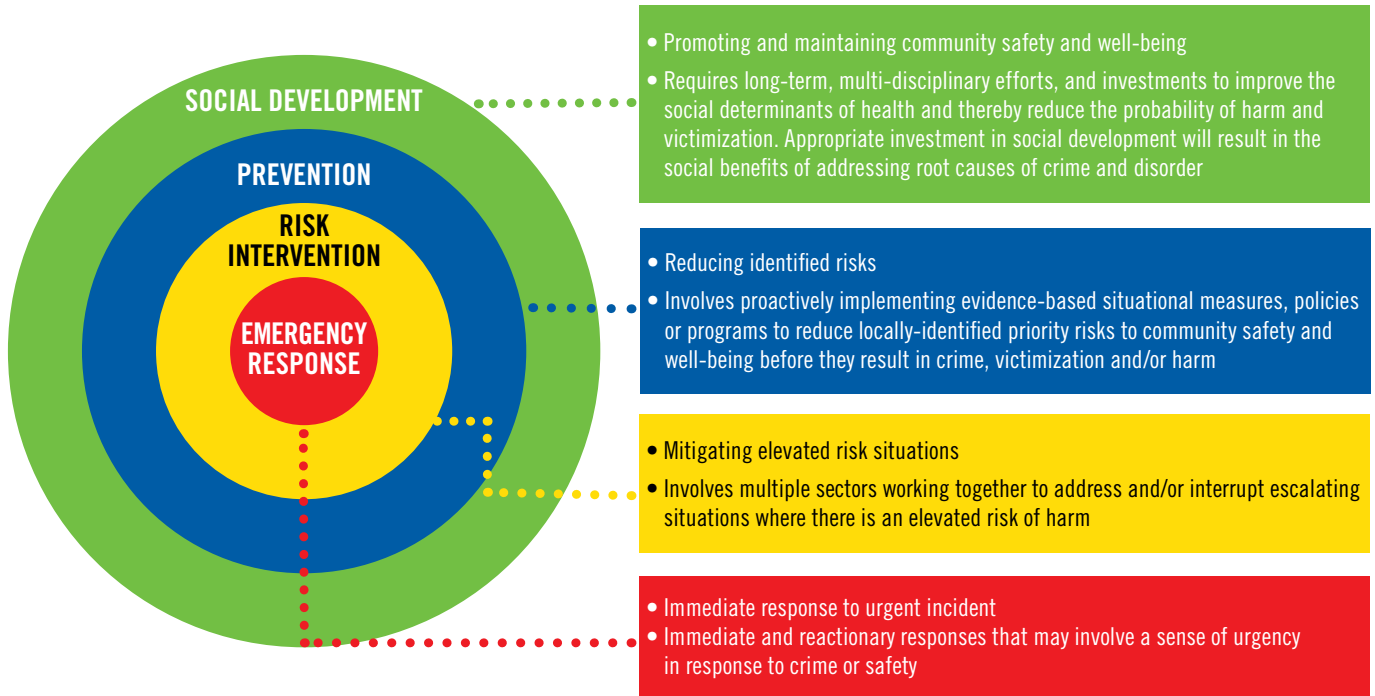 SOCIAL DEVELOPMENT
PREVENTION
RISK
INTERVENTION
EMERGENCY
RESPONSE
• Promoting and maintaining community safety and well-being
• Requires long-term, multi-disciplinary efforts, and investments to improve the
social determinants of health and thereby reduce the probability of harm and
victimization. Appropriate investment in social development will result in the
social benefits of addressing root causes of crime and disorder
• Reducing identified risks
• Involves proactively implementing evidence-based situational measures, policies
or programs to reduce locally-identified priority risks to community safety and
well-being before they result in crime, victimization and/or harm
• Mitigating elevated risk situations
• Involves multiple sectors working together to address and/or interrupt escalating
situations where there is an elevated risk of harm
• Immediate response to urgent incident
• Immediate and reactionary responses that may involve a sense of urgency
in response to crime or safety